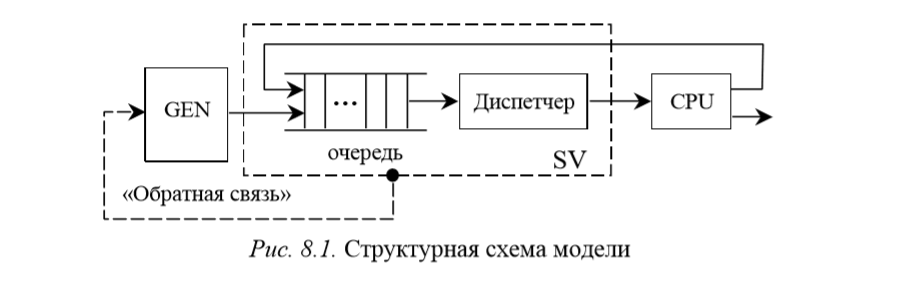 GEN
...
Диспетчер
CPU
очередь
SV
«Обратная связь»
Рис. 8.1. Структурная схема модели